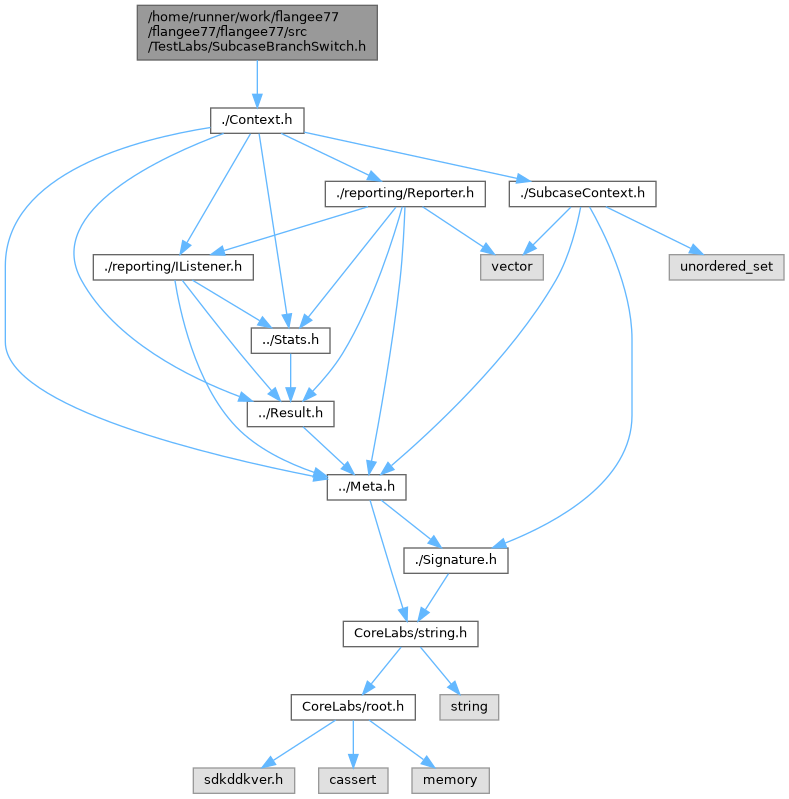 /home/runner/work/flangee77
/flangee77/flangee77/src
/TestLabs/SubcaseBranchSwitch.h
./Context.h
./reporting/Reporter.h
./SubcaseContext.h
./reporting/IListener.h
vector
unordered_set
../Stats.h
../Result.h
../Meta.h
./Signature.h
CoreLabs/string.h
CoreLabs/root.h
string
sdkddkver.h
cassert
memory